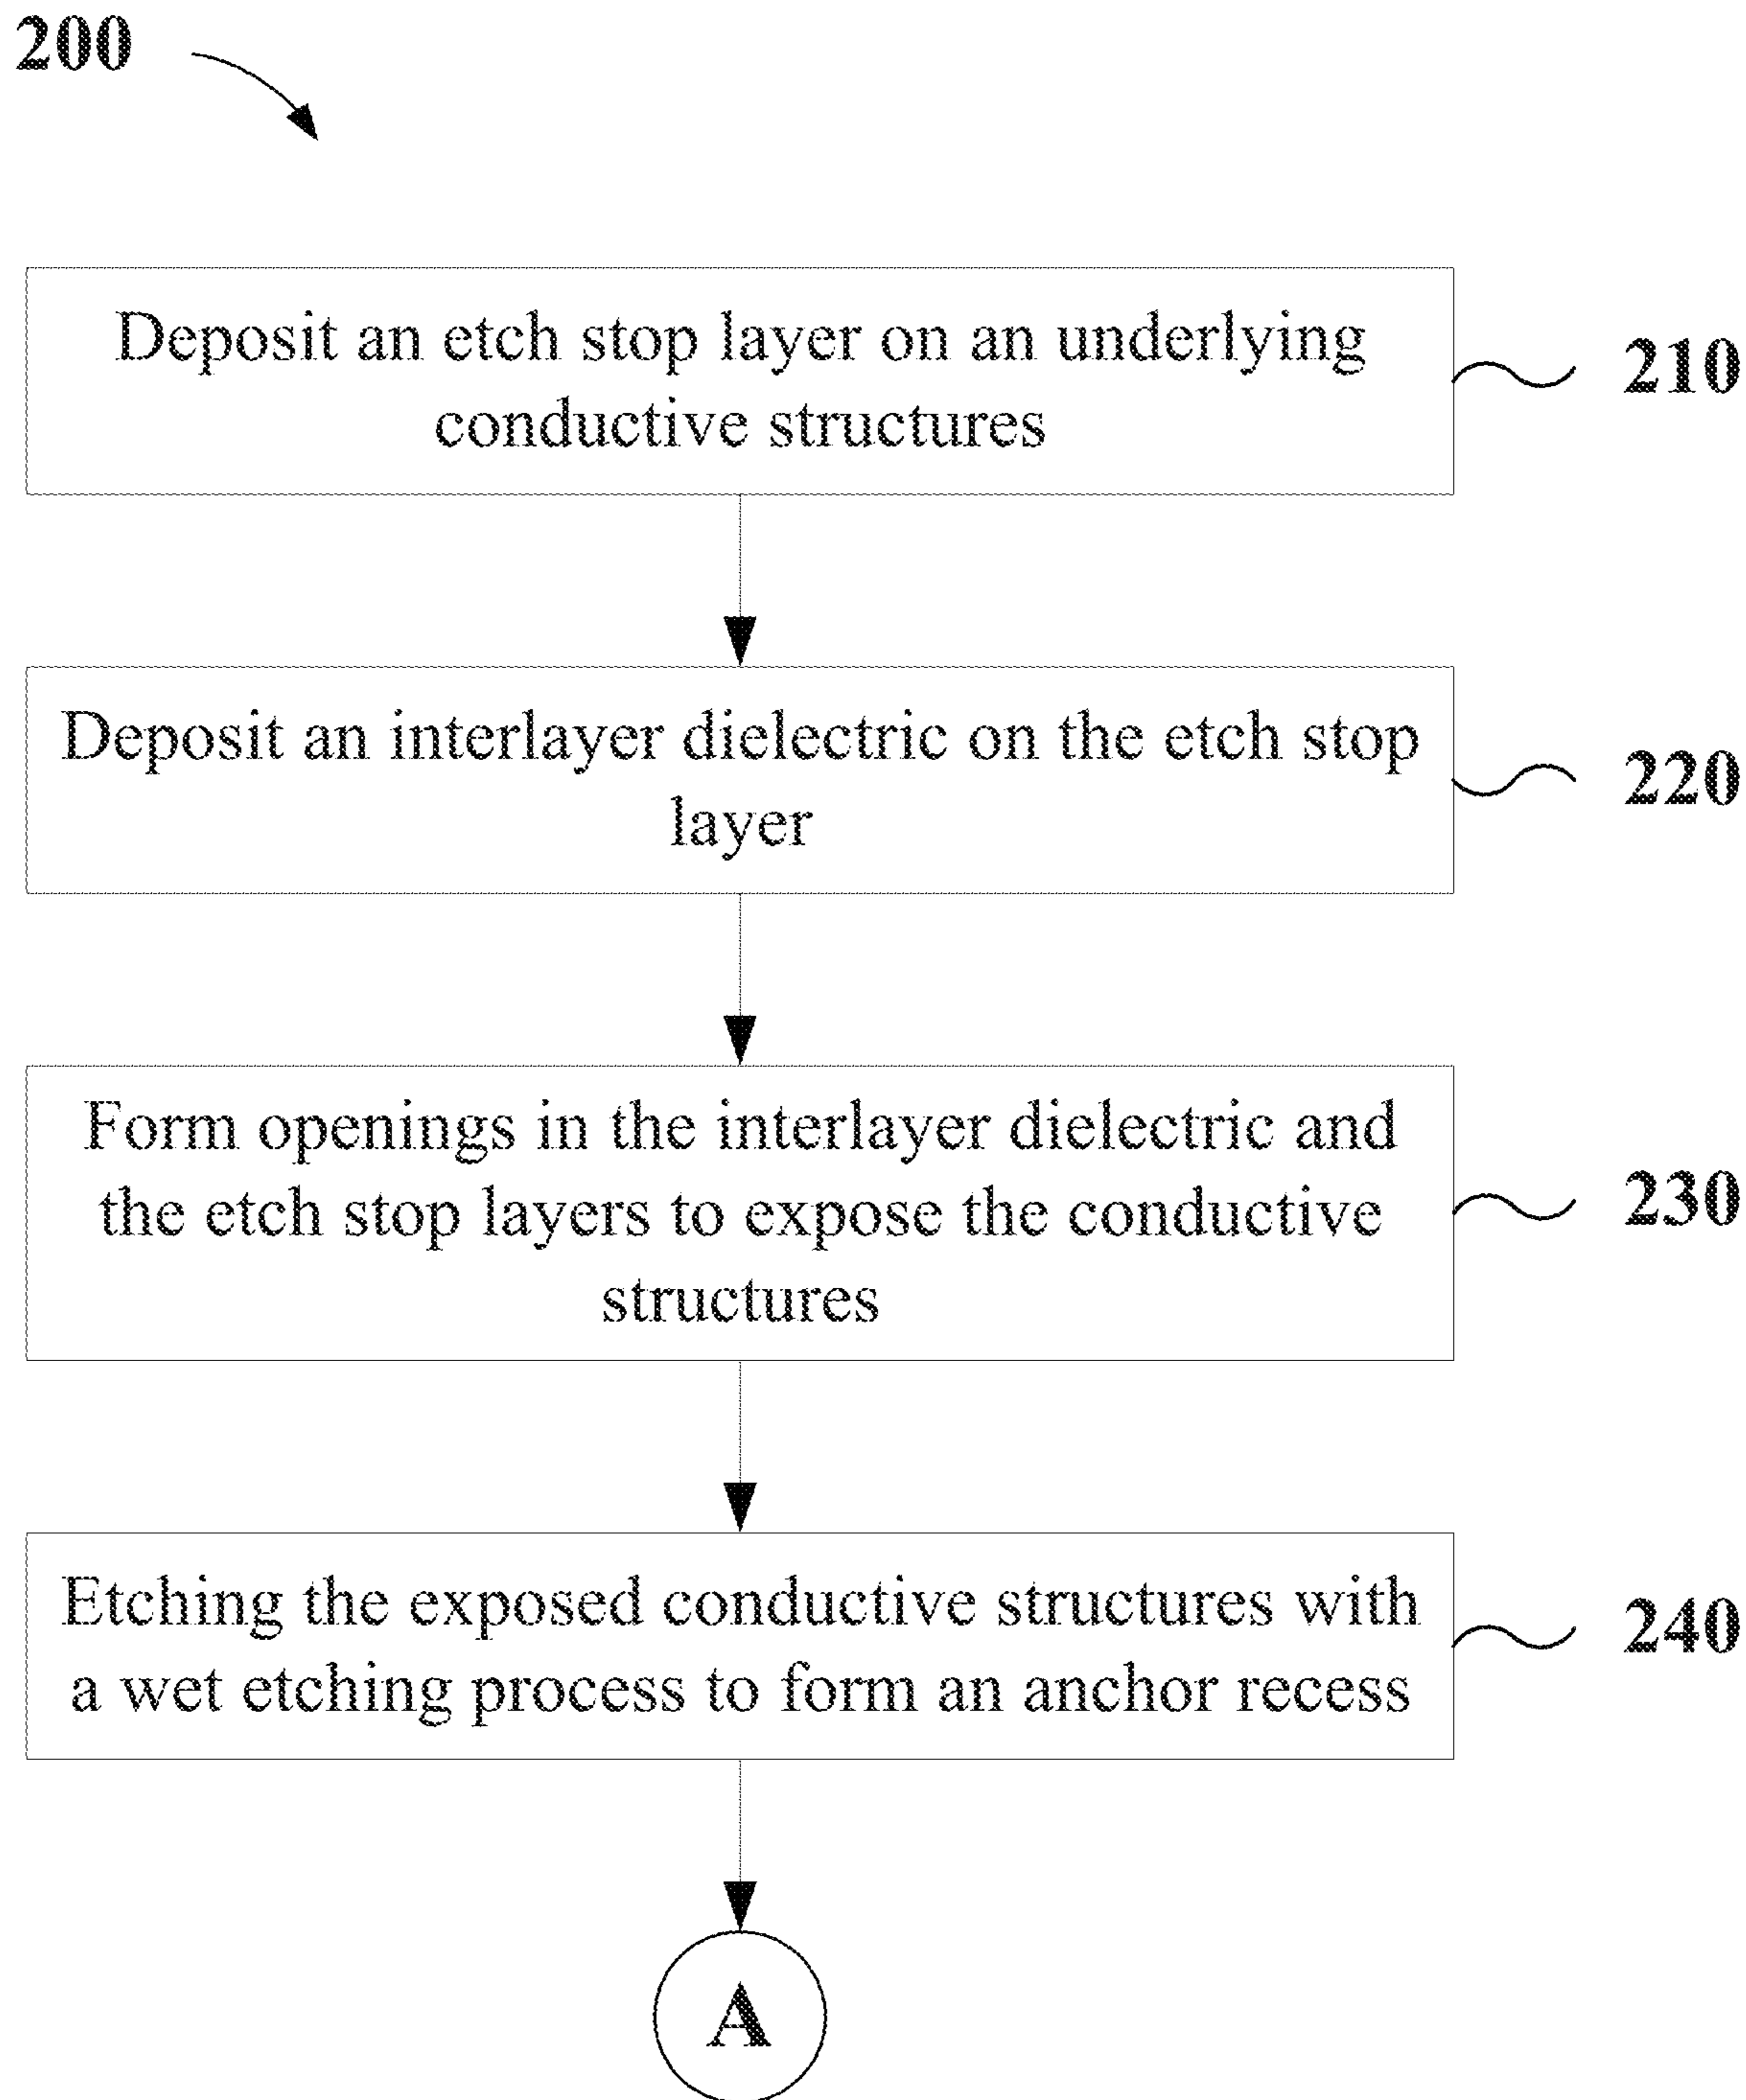 200
Deposit an etch stop layer on an underlying
conductive structures
210
Deposit an interlayer dielectric on the etch stop
layer
220
Form openings in the interlayer dielectric and
the etch stop layers to expose the conductive
structures
230
Etching the exposed conductive structures with
a wet etching process to form an anchor recess
240
A